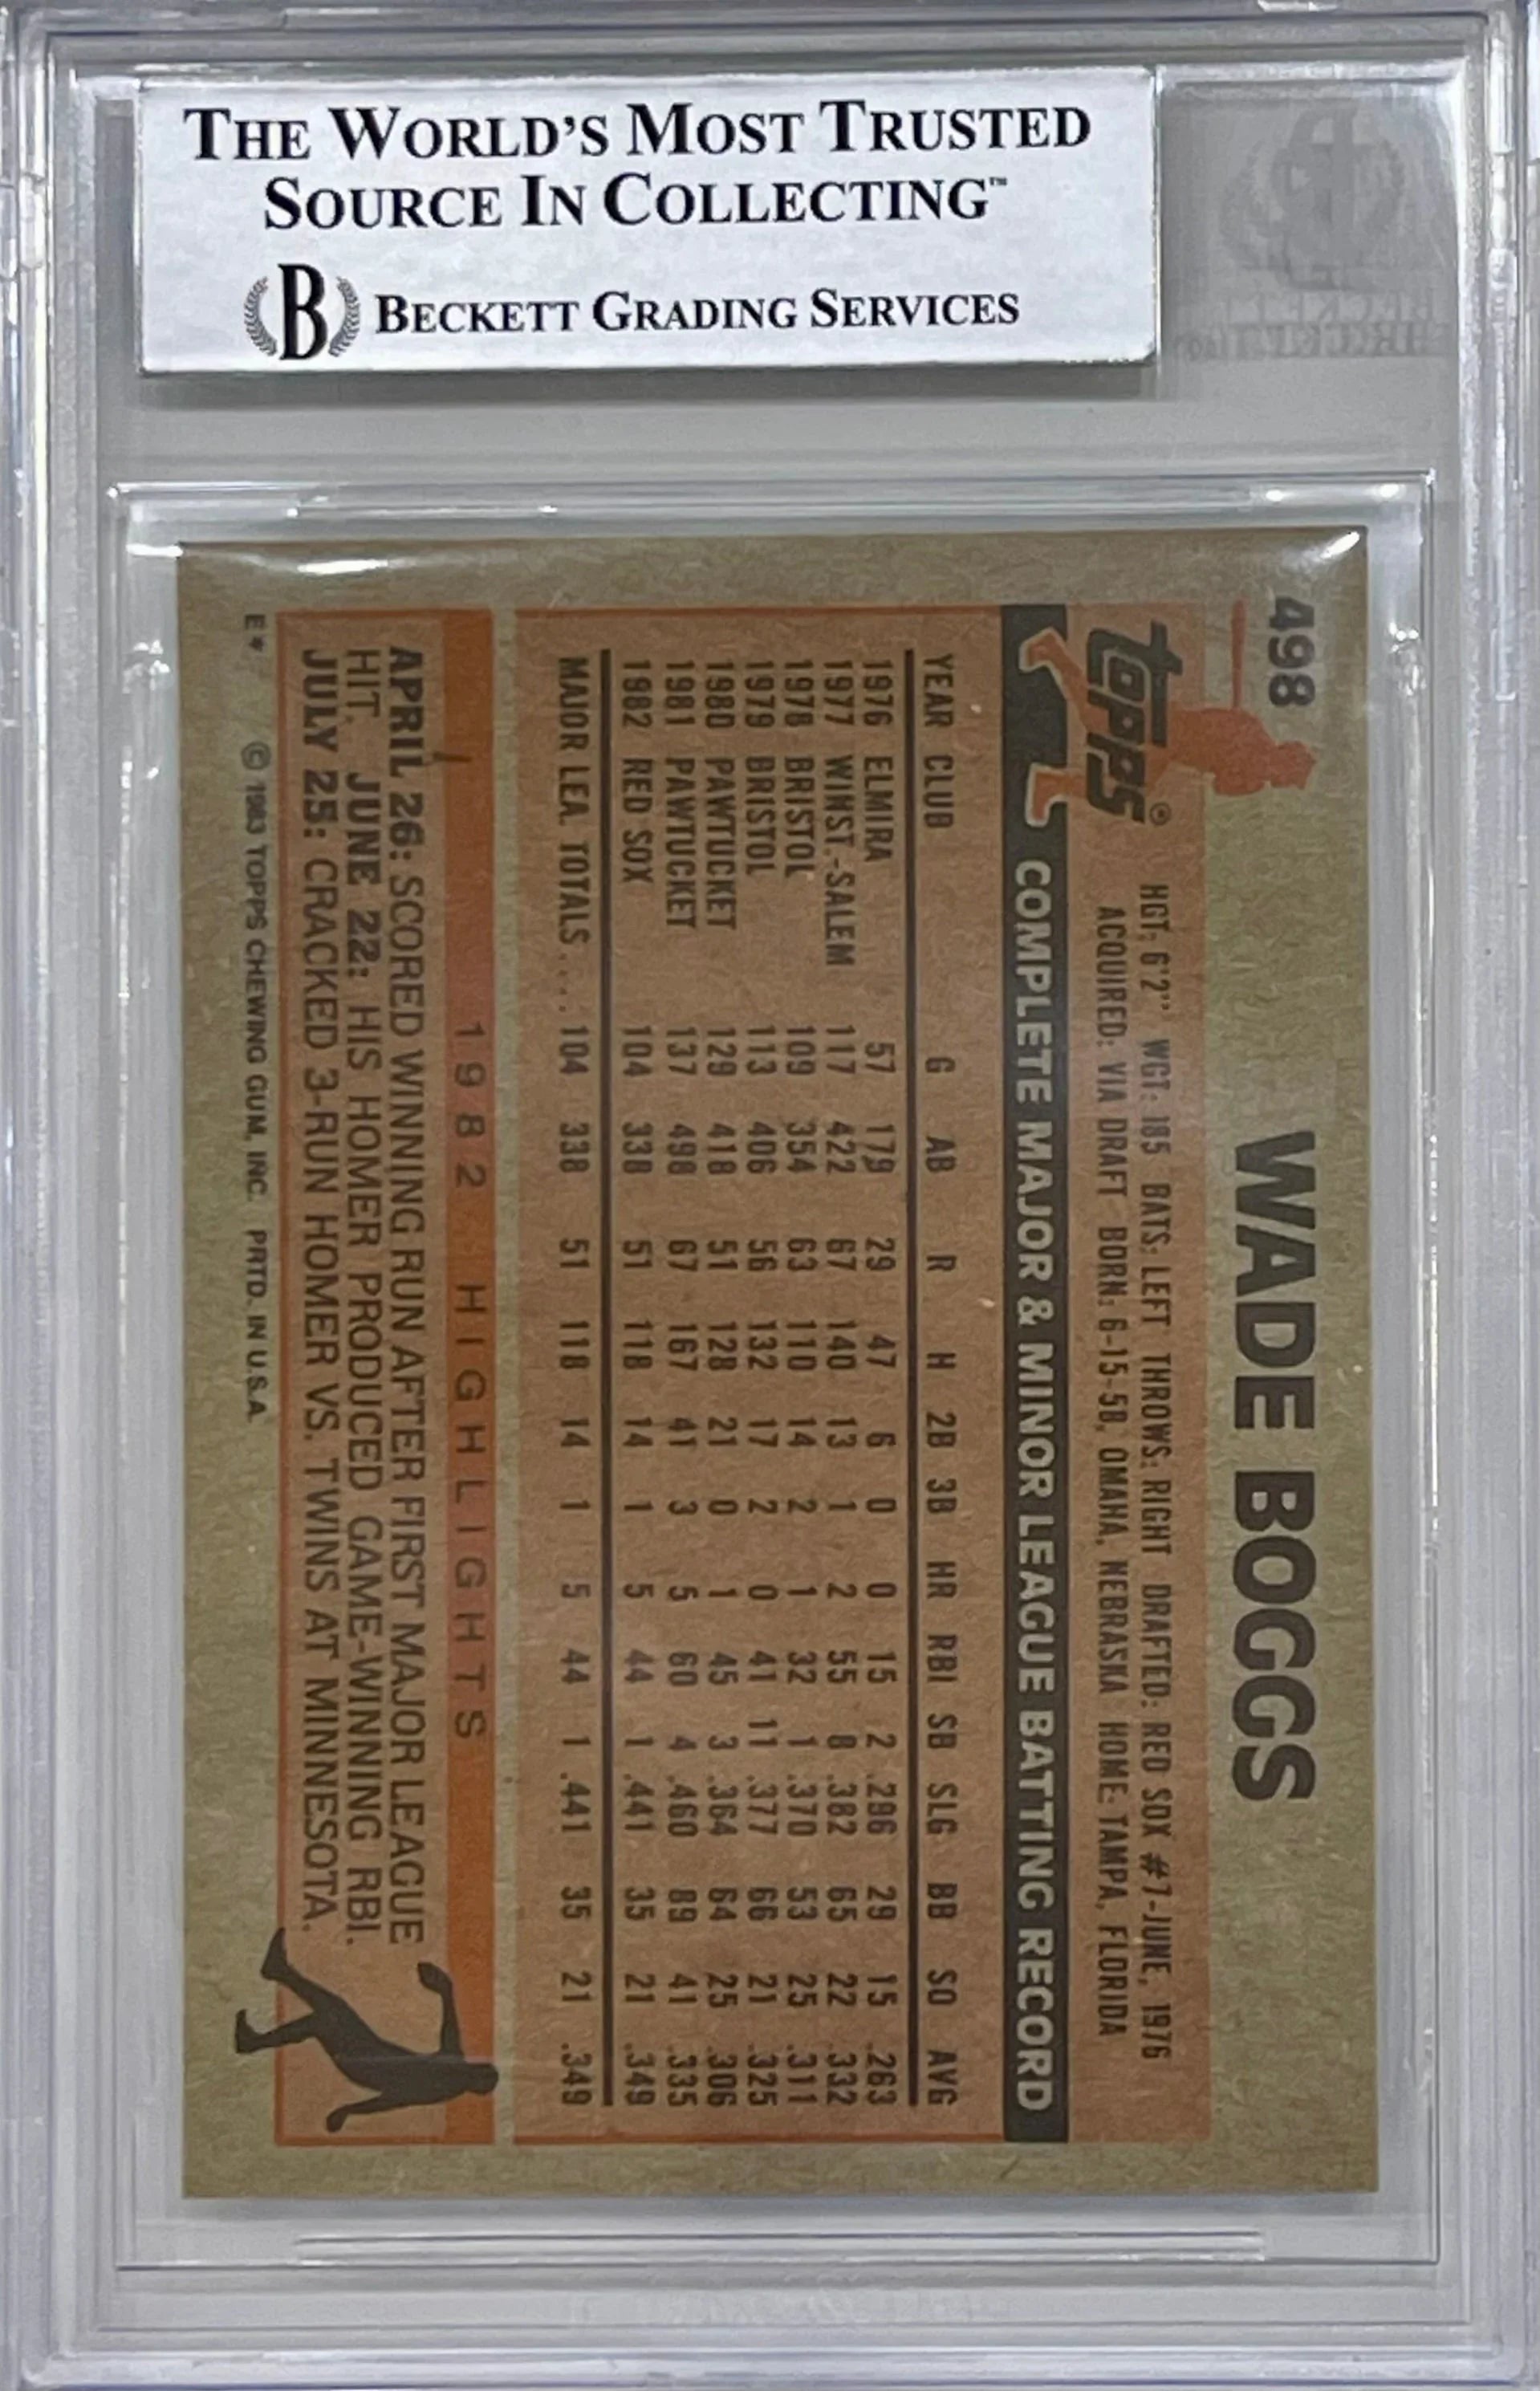 THE WORLD'S MOST TRUSTED
SOURCE IN COLLECTING™
B BECKETT GRADING SERVICES
498
WADE BOGGS
topps®
HGT: 6'2" WGT: 185 BATS: LEFT THROWS: RIGHT DRAFTED: RED SOX #7-JUNE, 1976
ACQUIRED: VIA DRAFT BORN: 6-15-58, OMAHA, NEBRASKA HOME: TAMPA, FLORIDA
COMPLETE MAJOR & MINOR LEAGUE BATTING RECORD
YEAR CLUB G AB R H 2B 3B HR RBI SB SLG BB SO AVG
1976 ELMIRA 57 179 29 47 6 0 0 15 2 .296 29 15 .263
1977 WINST.-SALEM 117 422 67 140 13 1 2 55 8 .382 65 22 .332
1978 BRISTOL 109 354 63 110 14 2 1 32 1 .370 53 25 .311
1979 BRISTOL 113 406 56 132 17 2 0 41 11 .377 66 21 .325
1980 PAWTUCKET 129 418 51 128 21 0 1 45 3 .364 64 25 .306
1981 PAWTUCKET 137 498 67 167 41 3 5 60 4 .460 89 41 .335
1982 RED SOX 104 338 51 118 14 1 5 44 1 .441 35 21 .349
MAJOR LEA. TOTALS.... 104 338 51 118 14 1 5 44 1 .441 35 21 .349
1982 HIGHLIGHTS
APRIL 26: SCORED WINNING RUN AFTER FIRST MAJOR LEAGUE
HIT. JUNE 22: HIS HOMER PRODUCED GAME-WINNING RBI.
JULY 25: CRACKED 3-RUN HOMER VS. TWINS AT MINNESOTA.
E* © 1983 TOPPS CHEWING GUM, INC. PRTD. IN U.S.A.